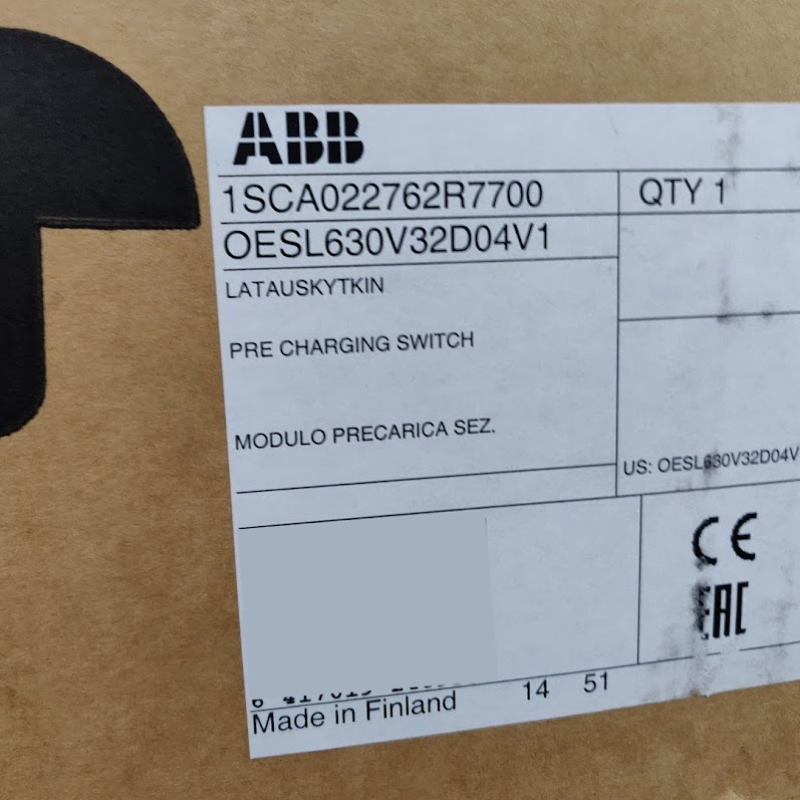 ABB
1SCA022762R7700
QTY 1
OESL630V32D04V1
LATAUSKYTKIN
PRE CHARGING SWITCH
MODULO PRECARICA SEZ.
US: OESL630V32D04V
CE
EAC
Made in Finland
14 51